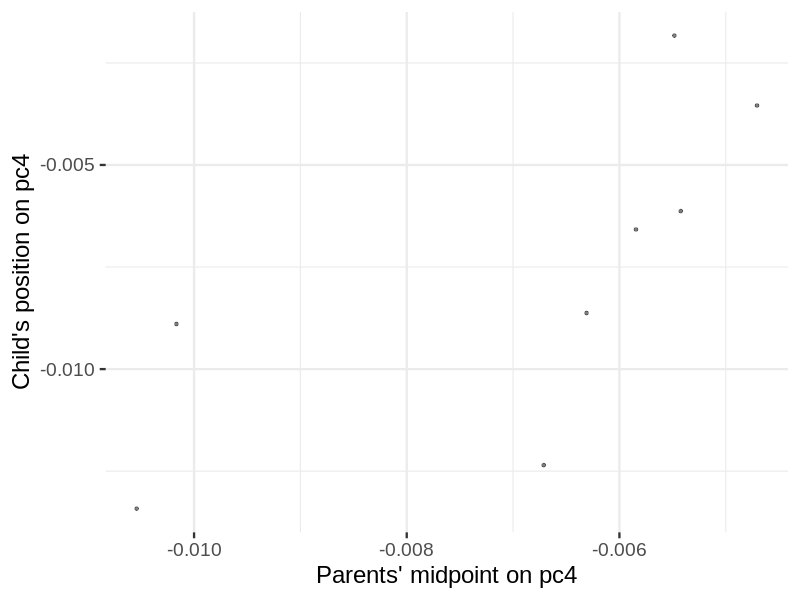 Child's position on pc4
-0.005
-0.010
-0.010
-0.008
-0.006
Parents' midpoint on pc4